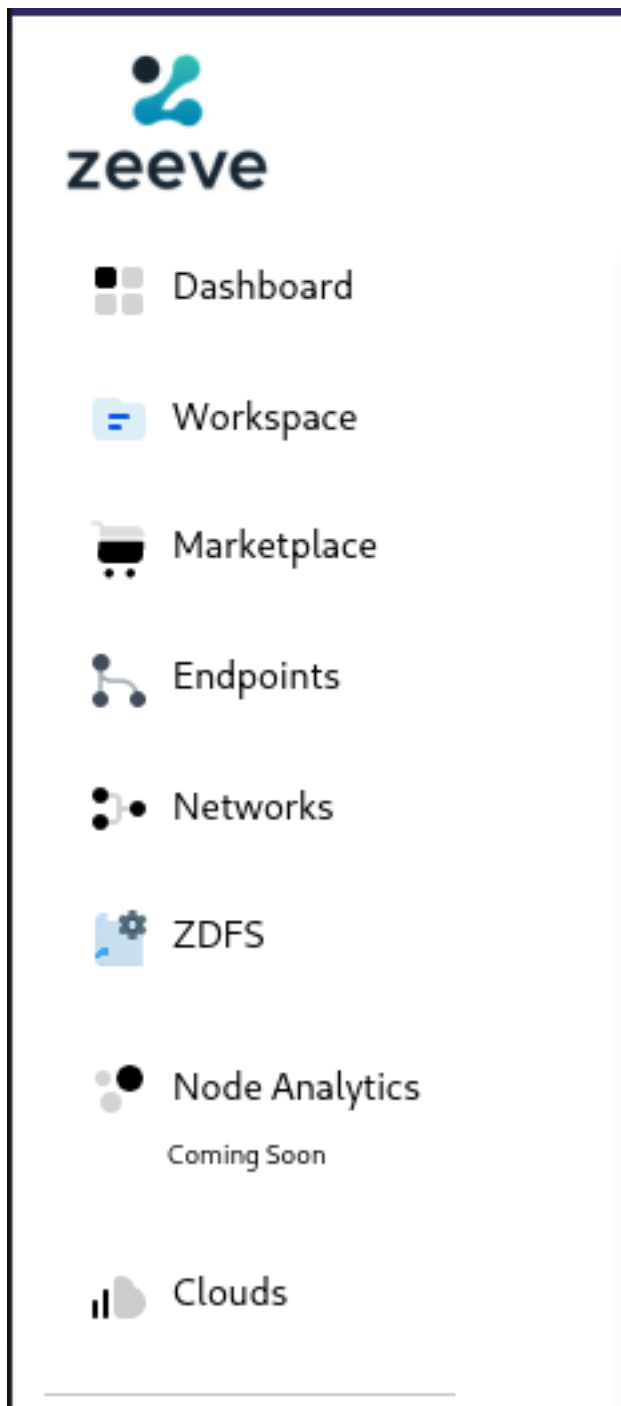 zeeve
Dashboard
Workspace
Marketplace
Endpoints
Networks
ZDFS
Node Analytics
Coming Soon
Clouds